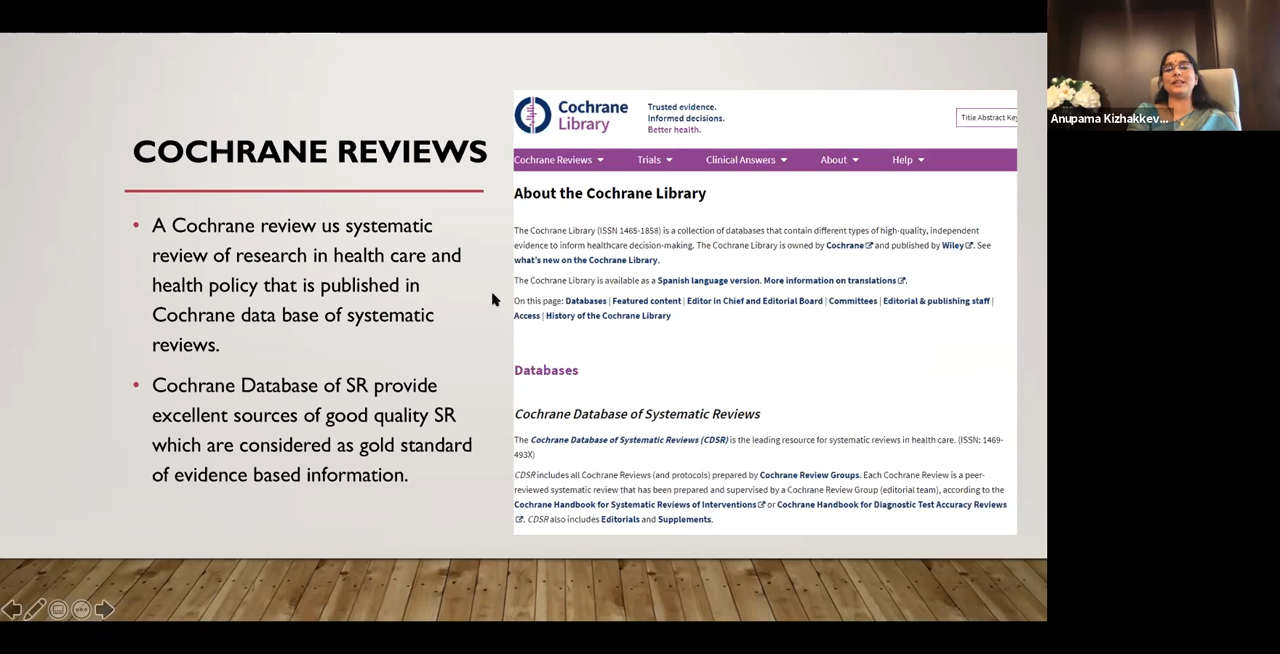 COCHRANE REVIEWS
• A Cochrane review us systematic
review of research in health care and
health policy that is published in
Cochrane data base of systematic
reviews.
• Cochrane Database of SR provide
excellent sources of good quality SR
which are considered as gold standard
of evidence based information.
Cochrane
Library
Trusted evidence.
Informed decisions.
Better health.
Title Abstract Key
Cochrane Reviews Trials Clinical Answers About Help
About the Cochrane Library
The Cochrane Library (ISSN 1465-1858) is a collection of databases that contain different types of high-quality, independent
evidence to inform healthcare decision-making. The Cochrane Library is owned by Cochrane and published by Wiley. See
what's new on the Cochrane Library.
The Cochrane Library is available as a Spanish language version. More information on translations.
On this page: Databases | Featured content | Editor in Chief and Editorial Board | Committees | Editorial & publishing staff |
Access | History of the Cochrane Library
Databases
Cochrane Database of Systematic Reviews
The Cochrane Database of Systematic Reviews (CDSR) is the leading resource for systematic reviews in health care. (ISSN: 1469-
493X)
CDSR includes all Cochrane Reviews (and protocols) prepared by Cochrane Review Groups. Each Cochrane Review is a peer-
reviewed systematic review that has been prepared and supervised by a Cochrane Review Group (editorial team), according to the
Cochrane Handbook for Systematic Reviews of Interventions or Cochrane Handbook for Diagnostic Test Accuracy Reviews
. CDSR also includes Editorials and Supplements.
Anupama Kizhakkev...